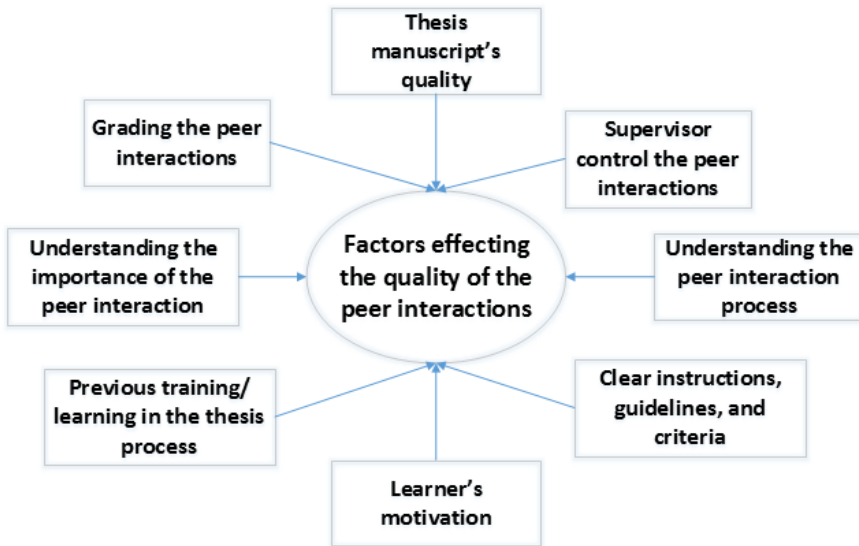 Thesis
manuscript's
quality
Grading the peer
interactions
Supervisor
control the peer
interactions
Understanding the
importance of the
peer interaction
Factors effecting
the quality of the
peer interactions
Understanding the
peer interaction
process
Previous training/
learning in the thesis
process
Clear instructions,
guidelines, and
criteria
Learner's
motivation